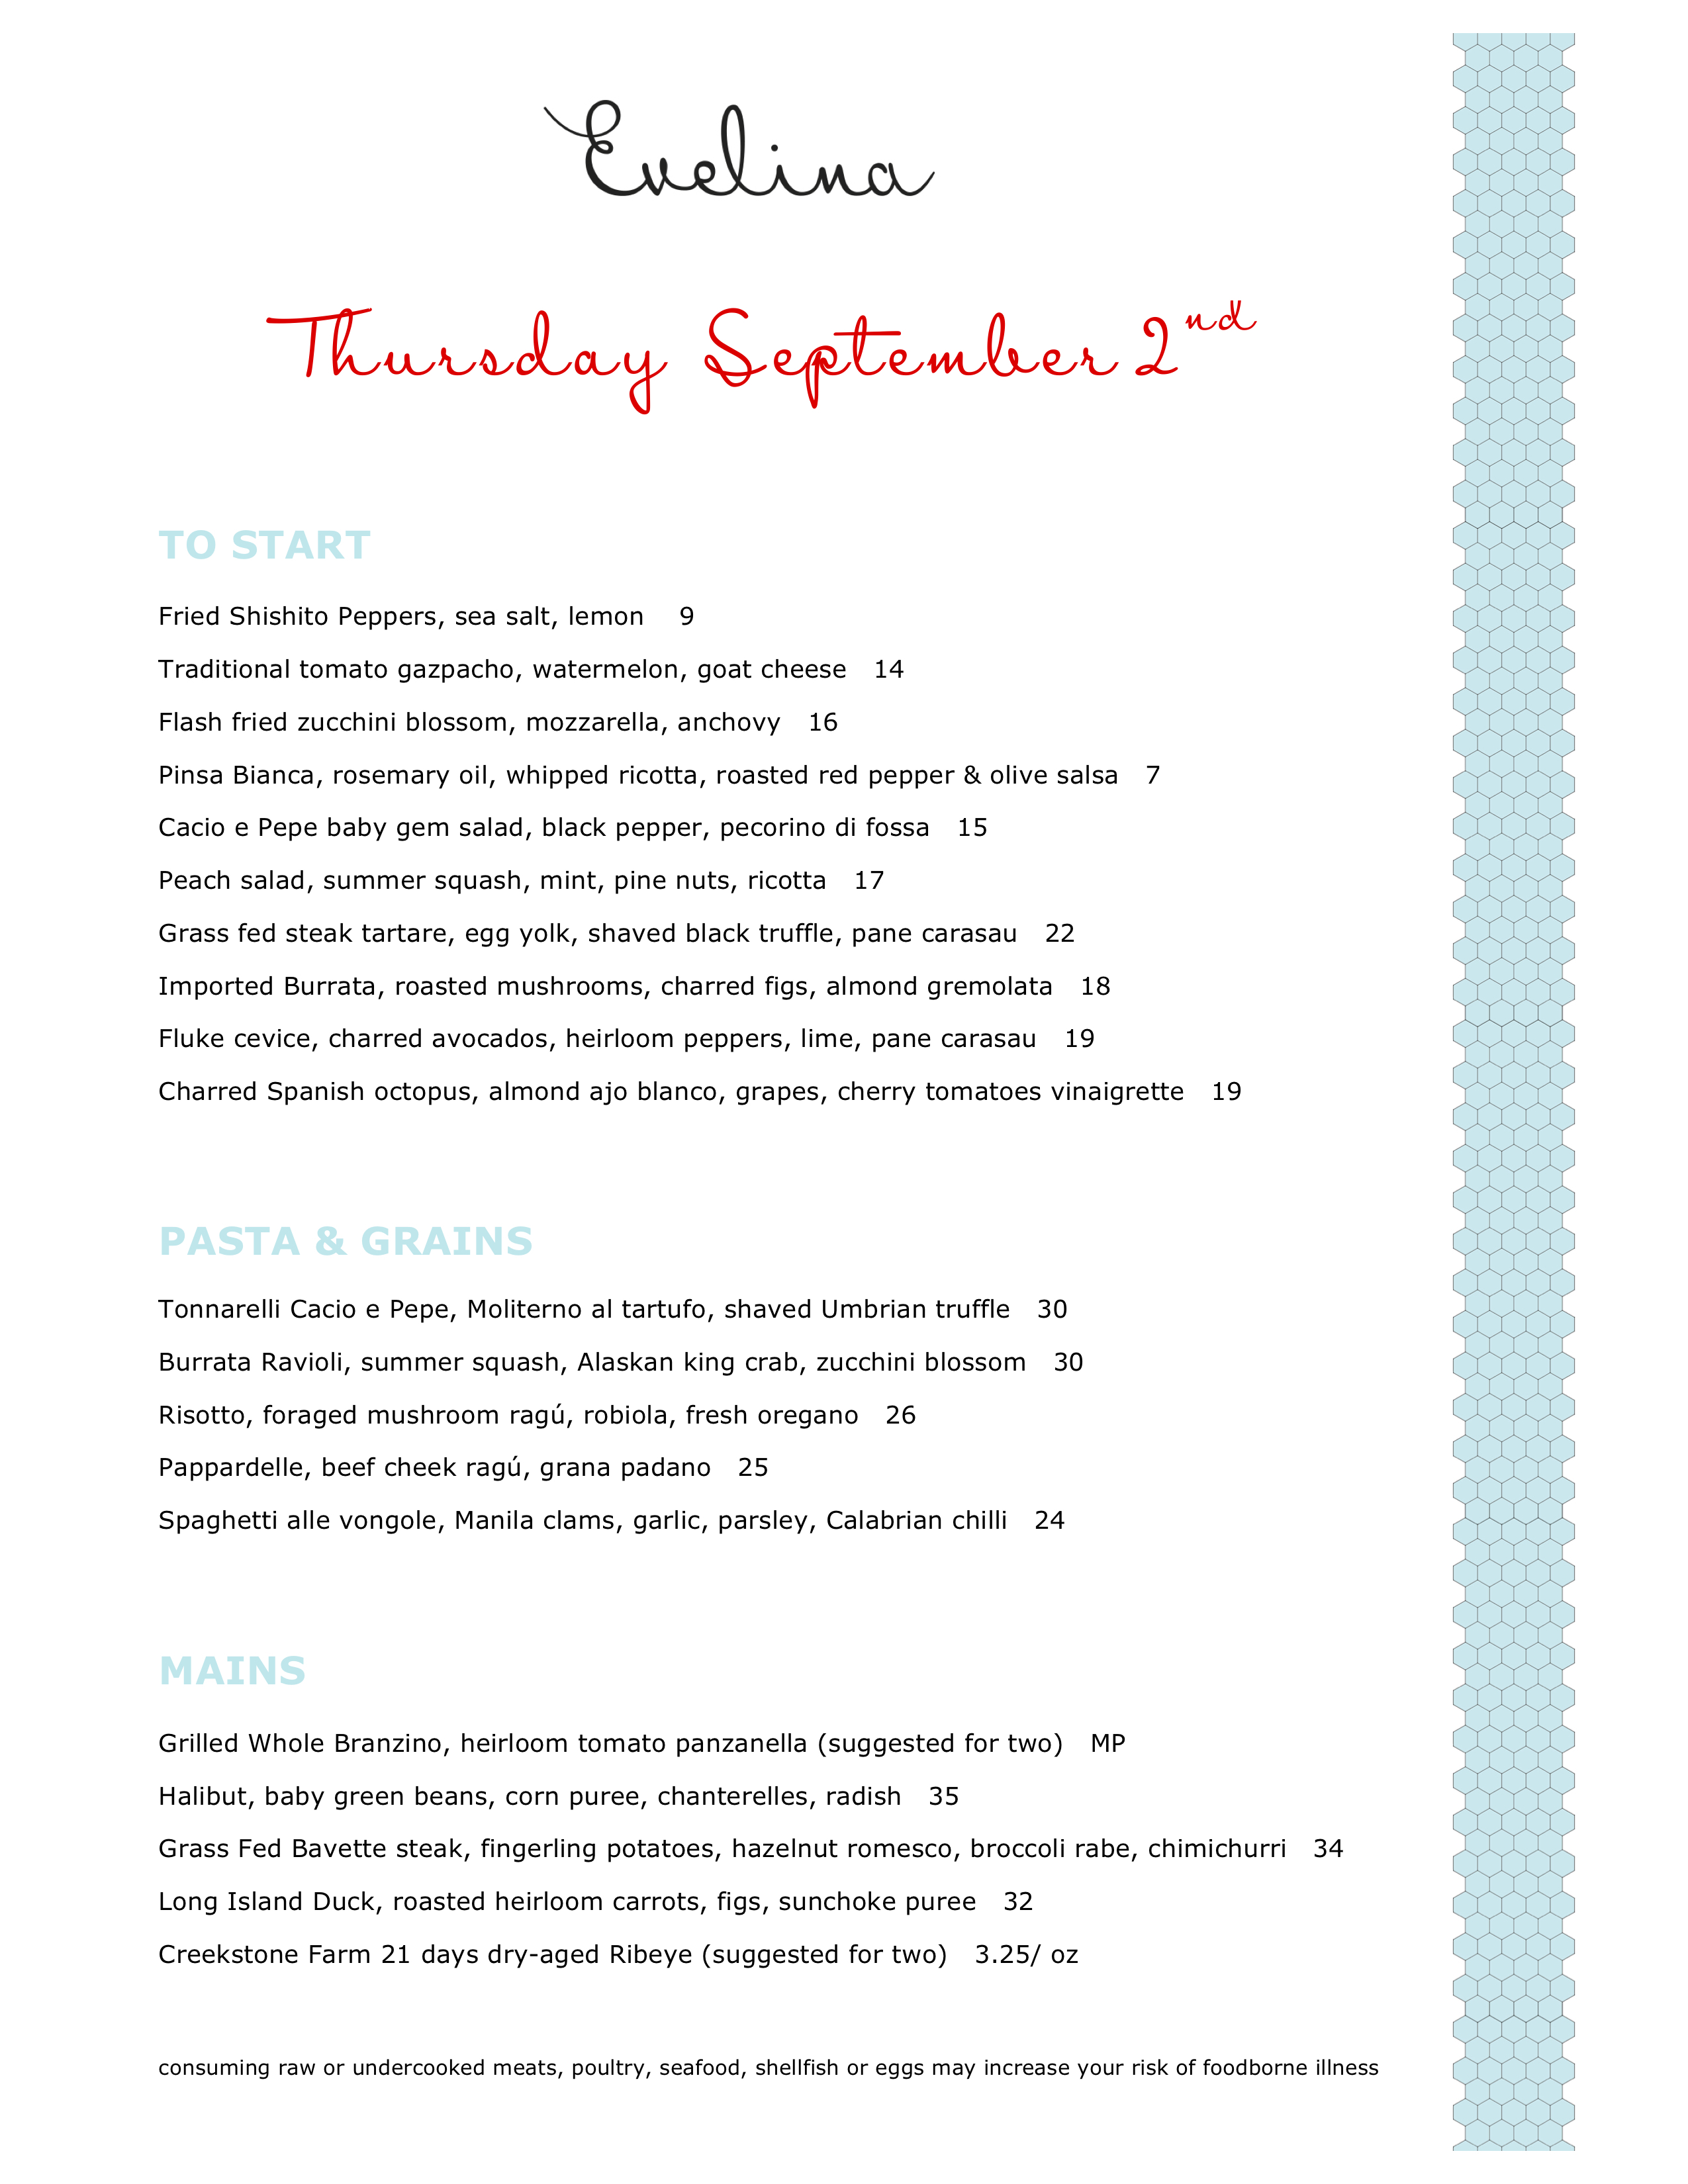 Evelina
Thursday September 2nd
TO START
Fried Shishito Peppers, sea salt, lemon 9
Traditional tomato gazpacho, watermelon, goat cheese 14
Flash fried zucchini blossom, mozzarella, anchovy 16
Pinsa Bianca, rosemary oil, whipped ricotta, roasted red pepper & olive salsa 7
Cacio e Pepe baby gem salad, black pepper, pecorino di fossa 15
Peach salad, summer squash, mint, pine nuts, ricotta 17
Grass fed steak tartare, egg yolk, shaved black truffle, pane carasau 22
Imported Burrata, roasted mushrooms, charred figs, almond gremolata 18
Fluke cevice, charred avocados, heirloom peppers, lime, pane carasau 19
Charred Spanish octopus, almond ajo blanco, grapes, cherry tomatoes vinaigrette 19
PASTA & GRAINS
Tonnarelli Cacio e Pepe, Moliterno al tartufo, shaved Umbrian truffle 30
Burrata Ravioli, summer squash, Alaskan king crab, zucchini blossom 30
Risotto, foraged mushroom ragú, robiola, fresh oregano 26
Pappardelle, beef cheek ragú, grana padano 25
Spaghetti alle vongole, Manila clams, garlic, parsley, Calabrian chilli 24
MAINS
Grilled Whole Branzino, heirloom tomato panzanella (suggested for two) MP
Halibut, baby green beans, corn puree, chanterelles, radish 35
Grass Fed Bavette steak, fingerling potatoes, hazelnut romesco, broccoli rabe, chimichurri 34
Long Island Duck, roasted heirloom carrots, figs, sunchoke puree 32
Creekstone Farm 21 days dry-aged Ribeye (suggested for two) 3.25/ oz
consuming raw or undercooked meats, poultry, seafood, shellfish or eggs may increase your risk of foodborne illness